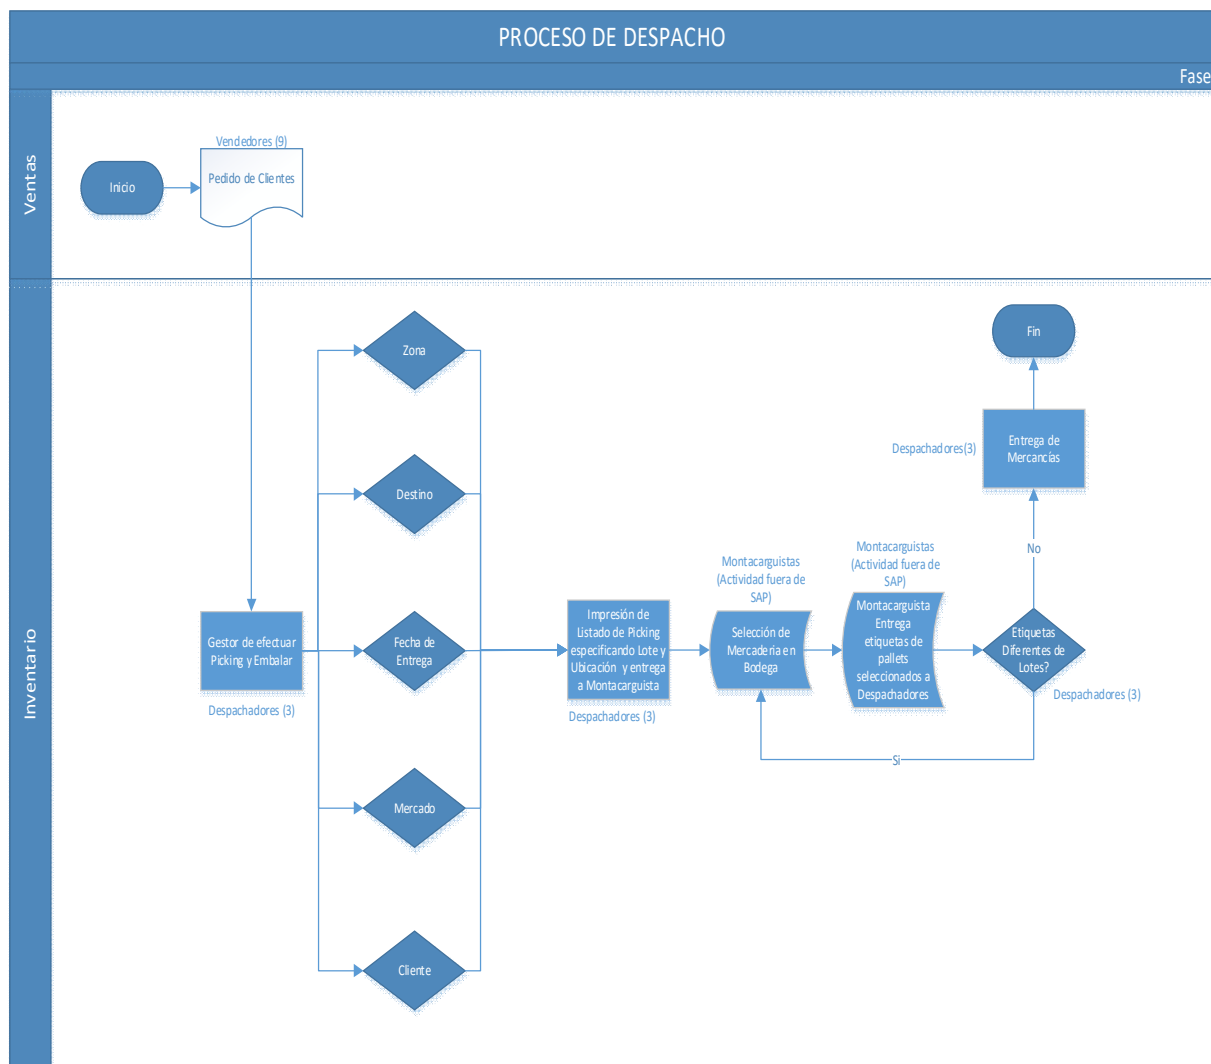 PROCESO DE DESPACHO
Fase
Ventas
Vendedores (9)
Inicio
Pedido de Clientes
Inventario
Zona
Destino
Fecha de
Entrega
Mercado
Cliente
Gestor de efectuar
Picking y Embalar
Despachadores (3)
Impresión de
Listado de Picking
especificando Lote y
Ubicación y entrega
a Montacarguista
Despachadores (3)
Montacarguistas
(Actividad fuera de
SAP)
Selección de
Mercaderia en
Bodega
Montacarguistas
(Actividad fuera de
SAP)
Montacarguista
Entrega
etiquetas de
pallets
seleccionados a
Despachadores
Etiquetas
Diferentes de
Lotes?
Despachadores (3)
Si
No
Despachadores(3)
Entrega de
Mercancías
Fin